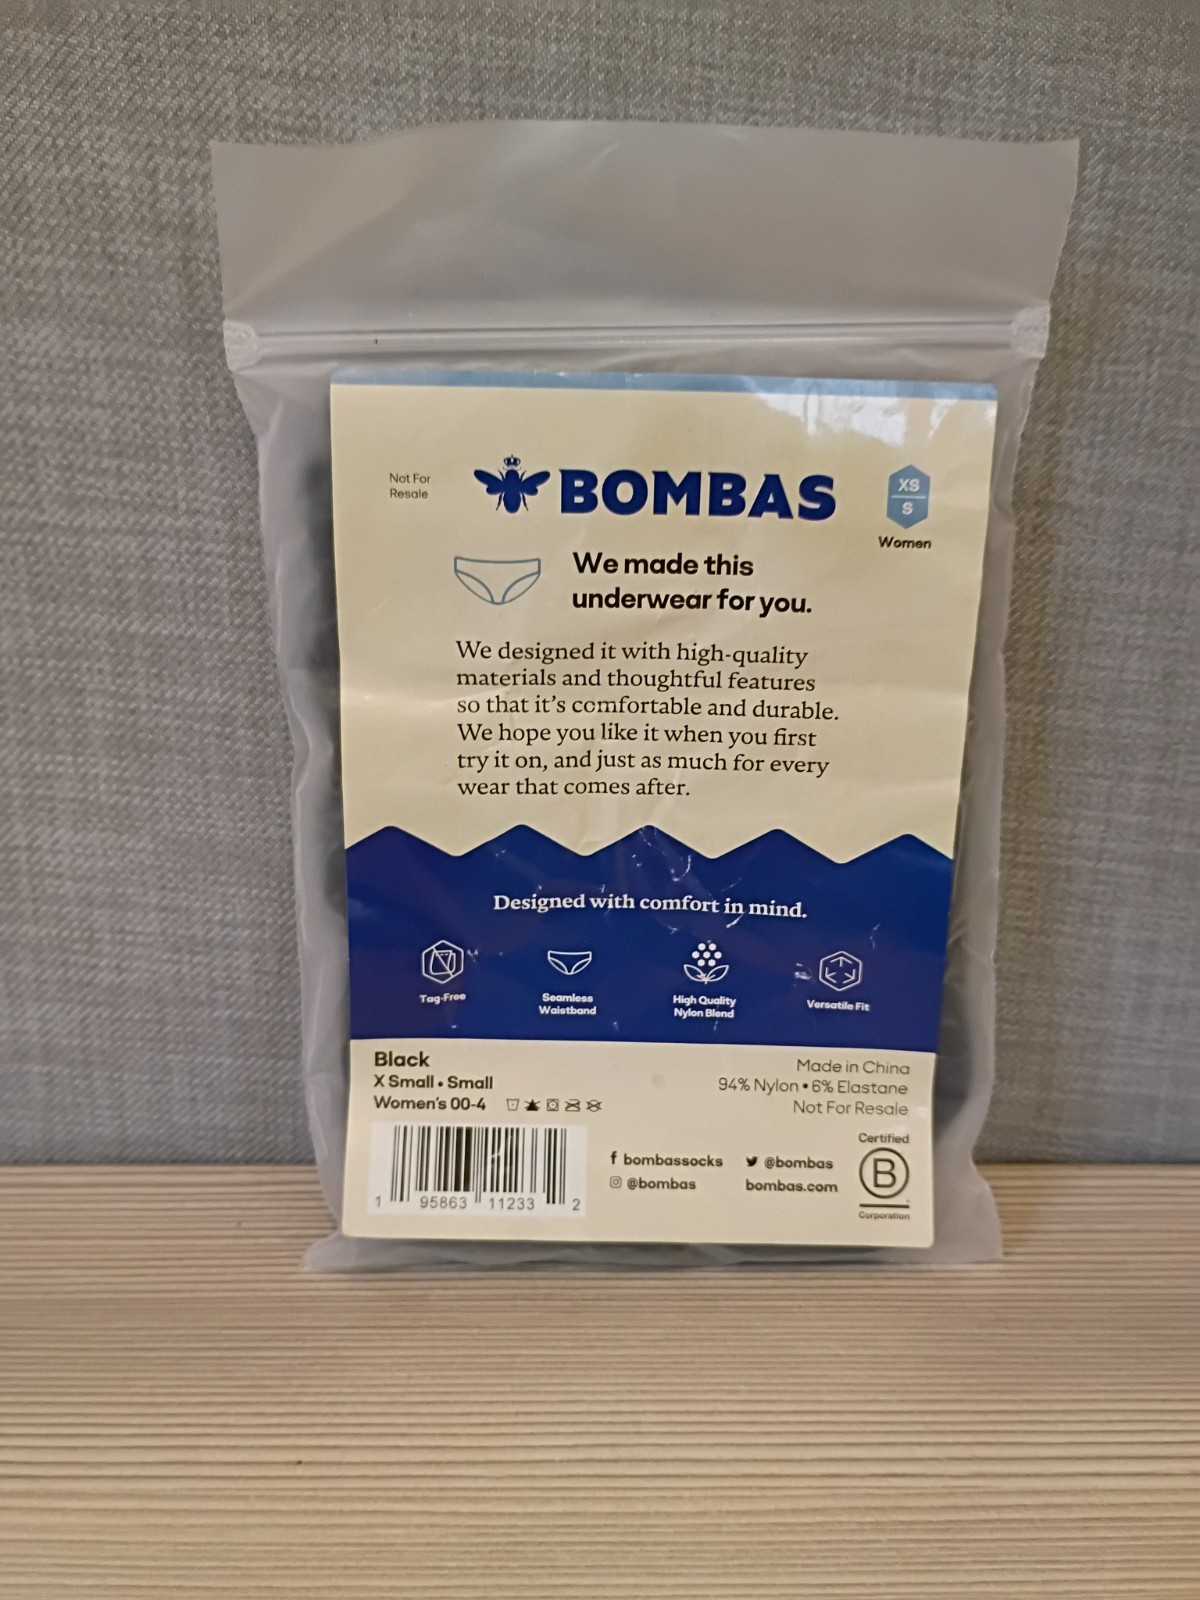 Not For
Resale
BOMBAS
XS
S
Women
We made this
underwear for you.
We designed it with high-quality
materials and thoughtful features
so that it's comfortable and durable.
We hope you like it when you first
try it on, and just as much for every
wear that comes after.
Designed with comfort in mind.
Tag-Free
Seamless
Waistband
High Quality
Nylon Blend
Versatile Fit
Black
X Small • Small
Women's 00-4
Made in China
94% Nylon • 6% Elastane
Not For Resale
1 95863 11233 2
f bombassocks
@bombas
@bombas
bombas.com
Certified
B
Corporation